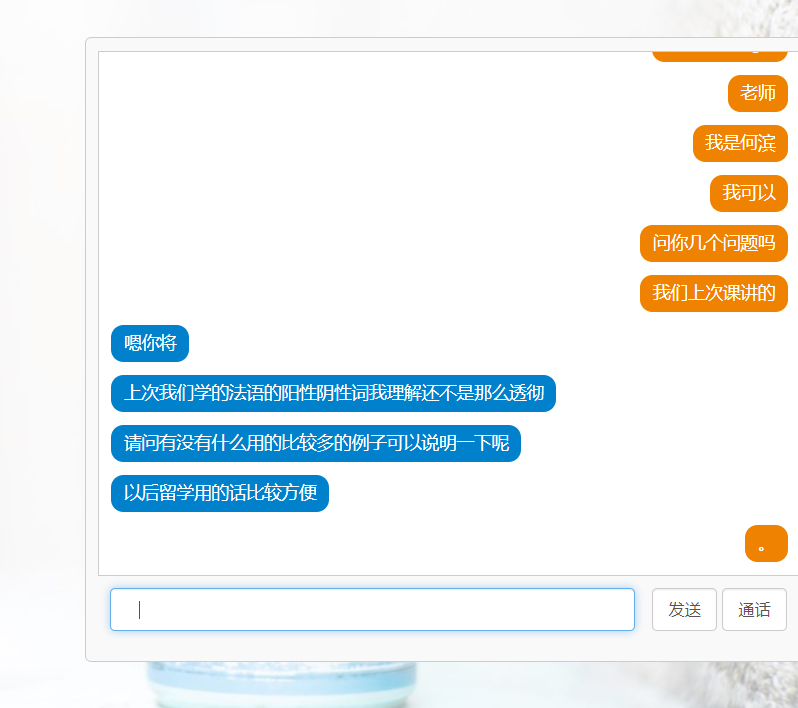 老师
我是何滨
我可以
问你几个问题吗
我们上次课讲的
嗯你将
上次我们学的法语的阳性阴性词我理解还不是那么透彻
请问有没有什么用的比较多的例子可以说明一下呢
以后留学用的话比较方便
。
发送 通话